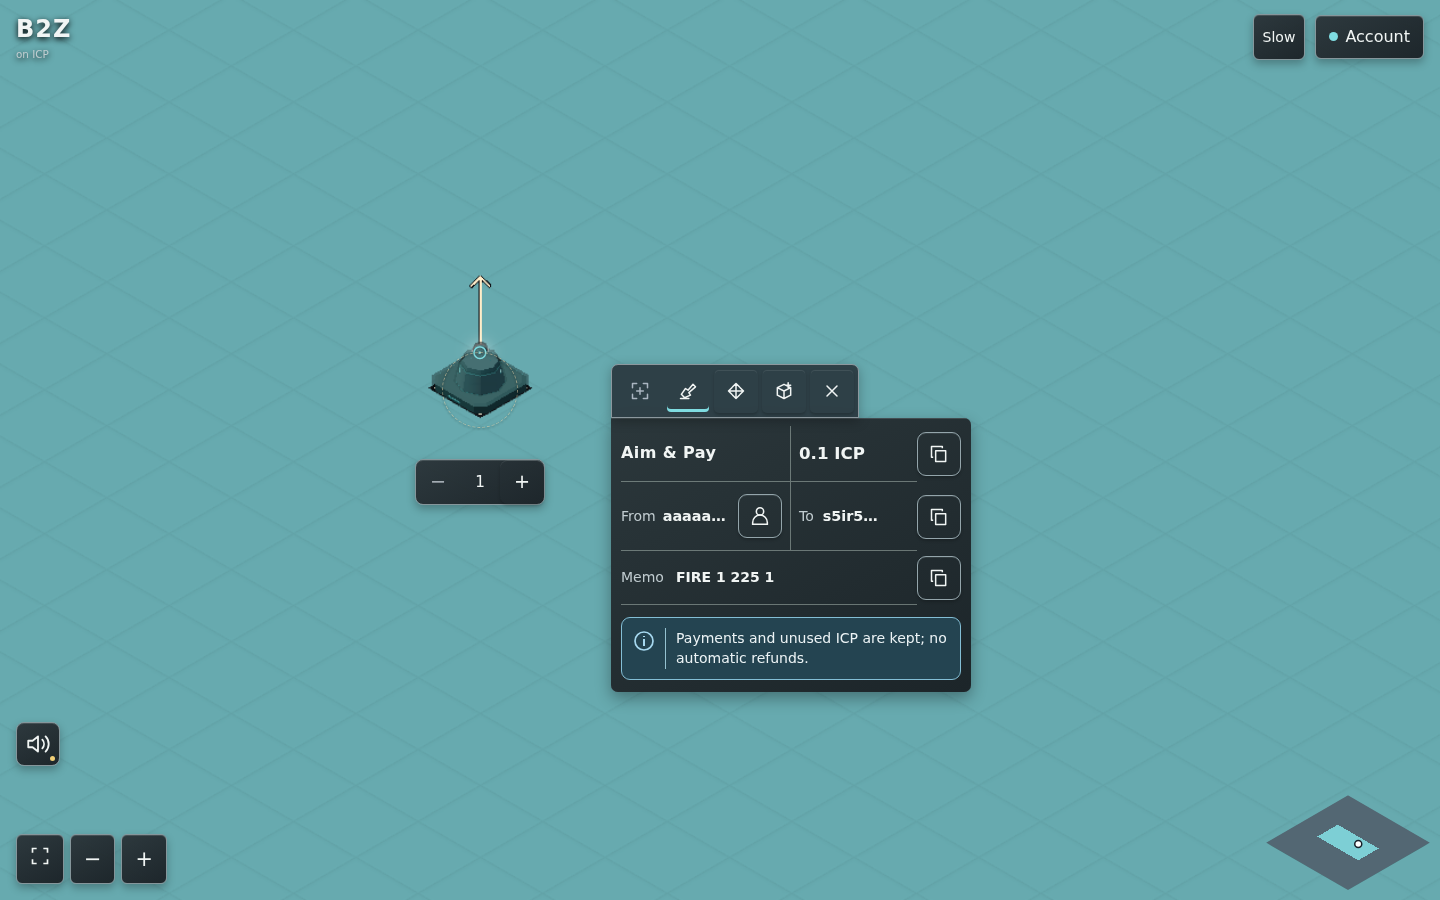 B2Z
on ICP
Slow
Account
1
Aim & Pay
0.1 ICP
From aaaaa...
To s5ir5...
Memo FIRE 1 225 1
Payments and unused ICP are kept; no
automatic refunds.